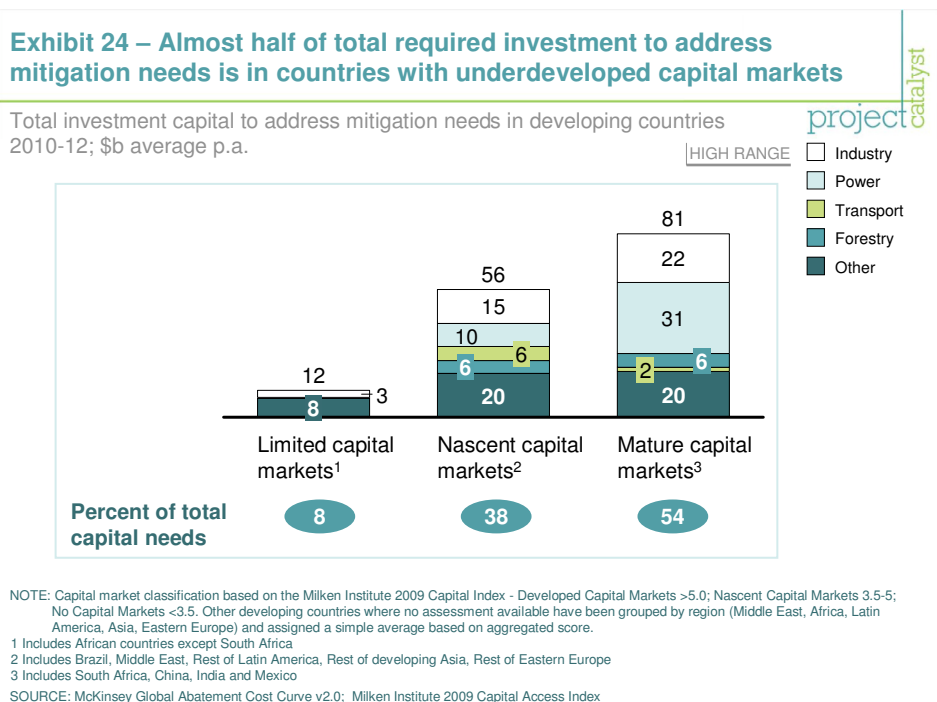 Exhibit 24 – Almost half of total required investment to address
mitigation needs is in countries with underdeveloped capital markets
project catalyst
Total investment capital to address mitigation needs in developing countries
2010-12; $b average p.a.
HIGH RANGE
Industry
Power
Transport
Forestry
Other
12
3
8
56
15
10
6
6
20
81
22
31
6
2
20
Limited capital
markets1
Nascent capital
markets2
Mature capital
markets3
Percent of total
capital needs
8
38
54
NOTE: Capital market classification based on the Milken Institute 2009 Capital Index - Developed Capital Markets >5.0; Nascent Capital Markets 3.5-5;
No Capital Markets <3.5. Other developing countries where no assessment available have been grouped by region (Middle East, Africa, Latin
America, Asia, Eastern Europe) and assigned a simple average based on aggregated score.
1 Includes African countries except South Africa
2 Includes Brazil, Middle East, Rest of Latin America, Rest of developing Asia, Rest of Eastern Europe
3 Includes South Africa, China, India and Mexico
SOURCE: McKinsey Global Abatement Cost Curve v2.0; Milken Institute 2009 Capital Access Index